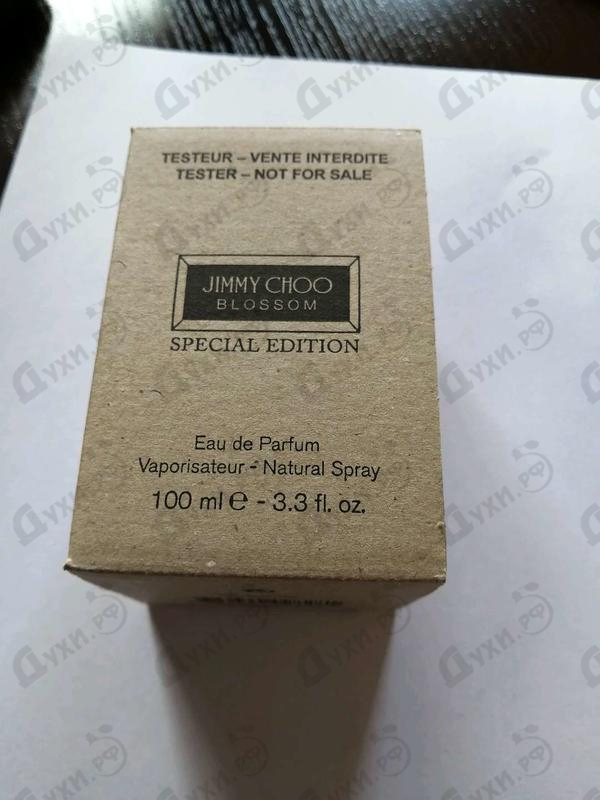 TESTEUR – VENTE INTERDITE
TESTER – NOT FOR SALE
JIMMY CHOO
BLOSSOM
SPECIAL EDITION
Eau de Parfum
Vaporisateur - Natural Spray
100 ml ℮ - 3.3 fl. oz.
Духи.РФ